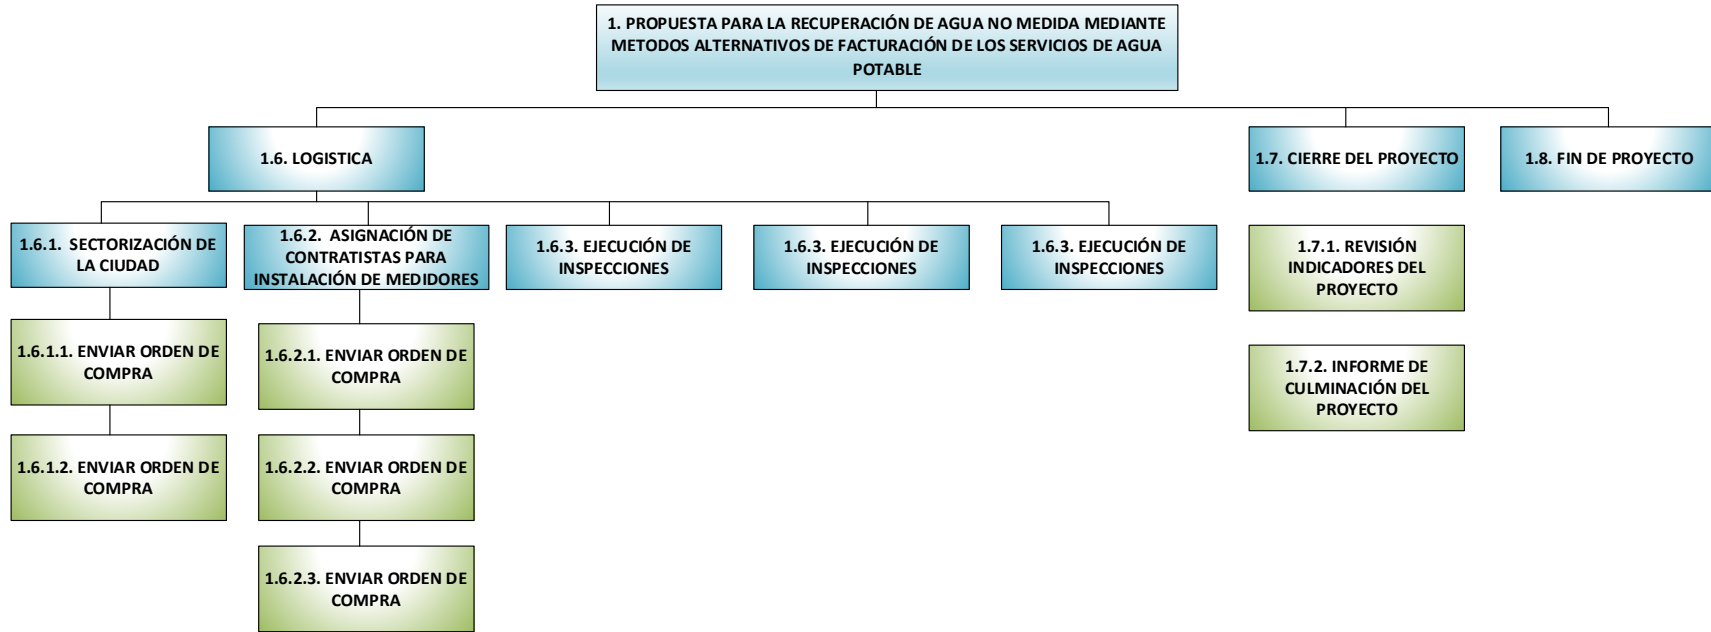 1. PROPUESTA PARA LA RECUPERACIÓN DE AGUA NO MEDIDA MEDIANTE
METODOS ALTERNATIVOS DE FACTURACIÓN DE LOS SERVICIOS DE AGUA
POTABLE
1.6. LOGISTICA
1.7. CIERRE DEL PROYECTO
1.8. FIN DE PROYECTO
1.6.1. SECTORIZACIÓN DE
LA CIUDAD
1.6.2. ASIGNACIÓN DE
CONTRATISTAS PARA
INSTALACIÓN DE MEDIDORES
1.6.3. EJECUCIÓN DE
INSPECCIONES
1.6.3. EJECUCIÓN DE
INSPECCIONES
1.6.3. EJECUCIÓN DE
INSPECCIONES
1.7.1. REVISIÓN
INDICADORES DEL
PROYECTO
1.6.1.1. ENVIAR ORDEN DE
COMPRA
1.6.2.1. ENVIAR ORDEN DE
COMPRA
1.7.2. INFORME DE
CULMINACIÓN DEL
PROYECTO
1.6.1.2. ENVIAR ORDEN DE
COMPRA
1.6.2.2. ENVIAR ORDEN DE
COMPRA
1.6.2.3. ENVIAR ORDEN DE
COMPRA